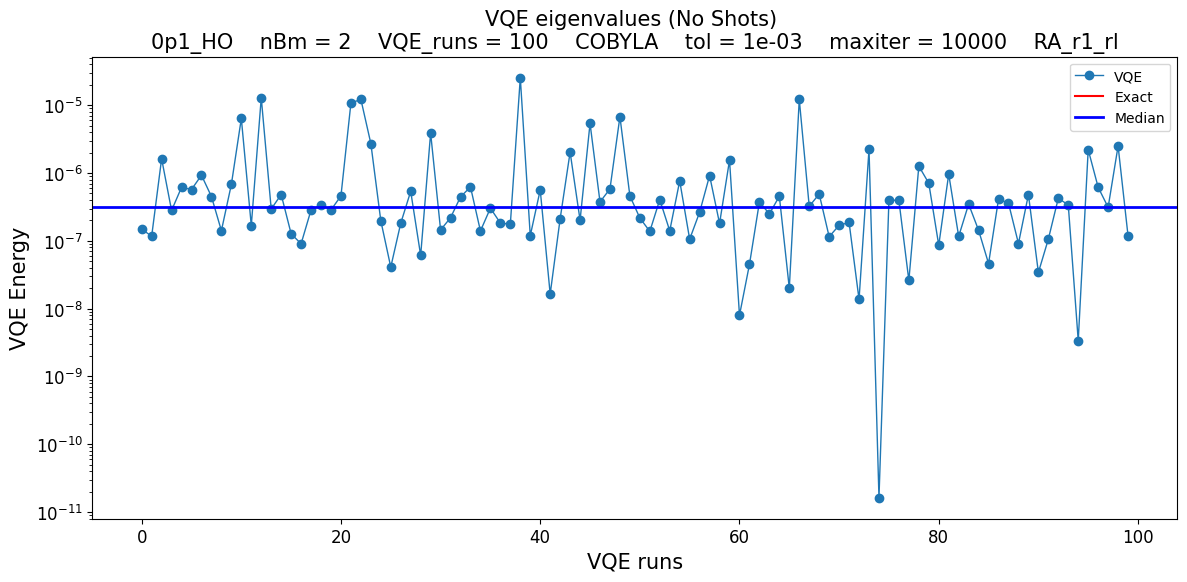 VQE eigenvalues (No Shots)
0p1_HO nBm = 2 VQE_runs = 100 COBYLA tol = 1e-03 maxiter = 10000 RA_r1_rl
VQE
Exact
Median
VQE Energy
10⁻⁵
10⁻⁶
10⁻⁷
10⁻⁸
10⁻⁹
10⁻¹⁰
10⁻¹¹
0 20 40 60 80 100
VQE runs